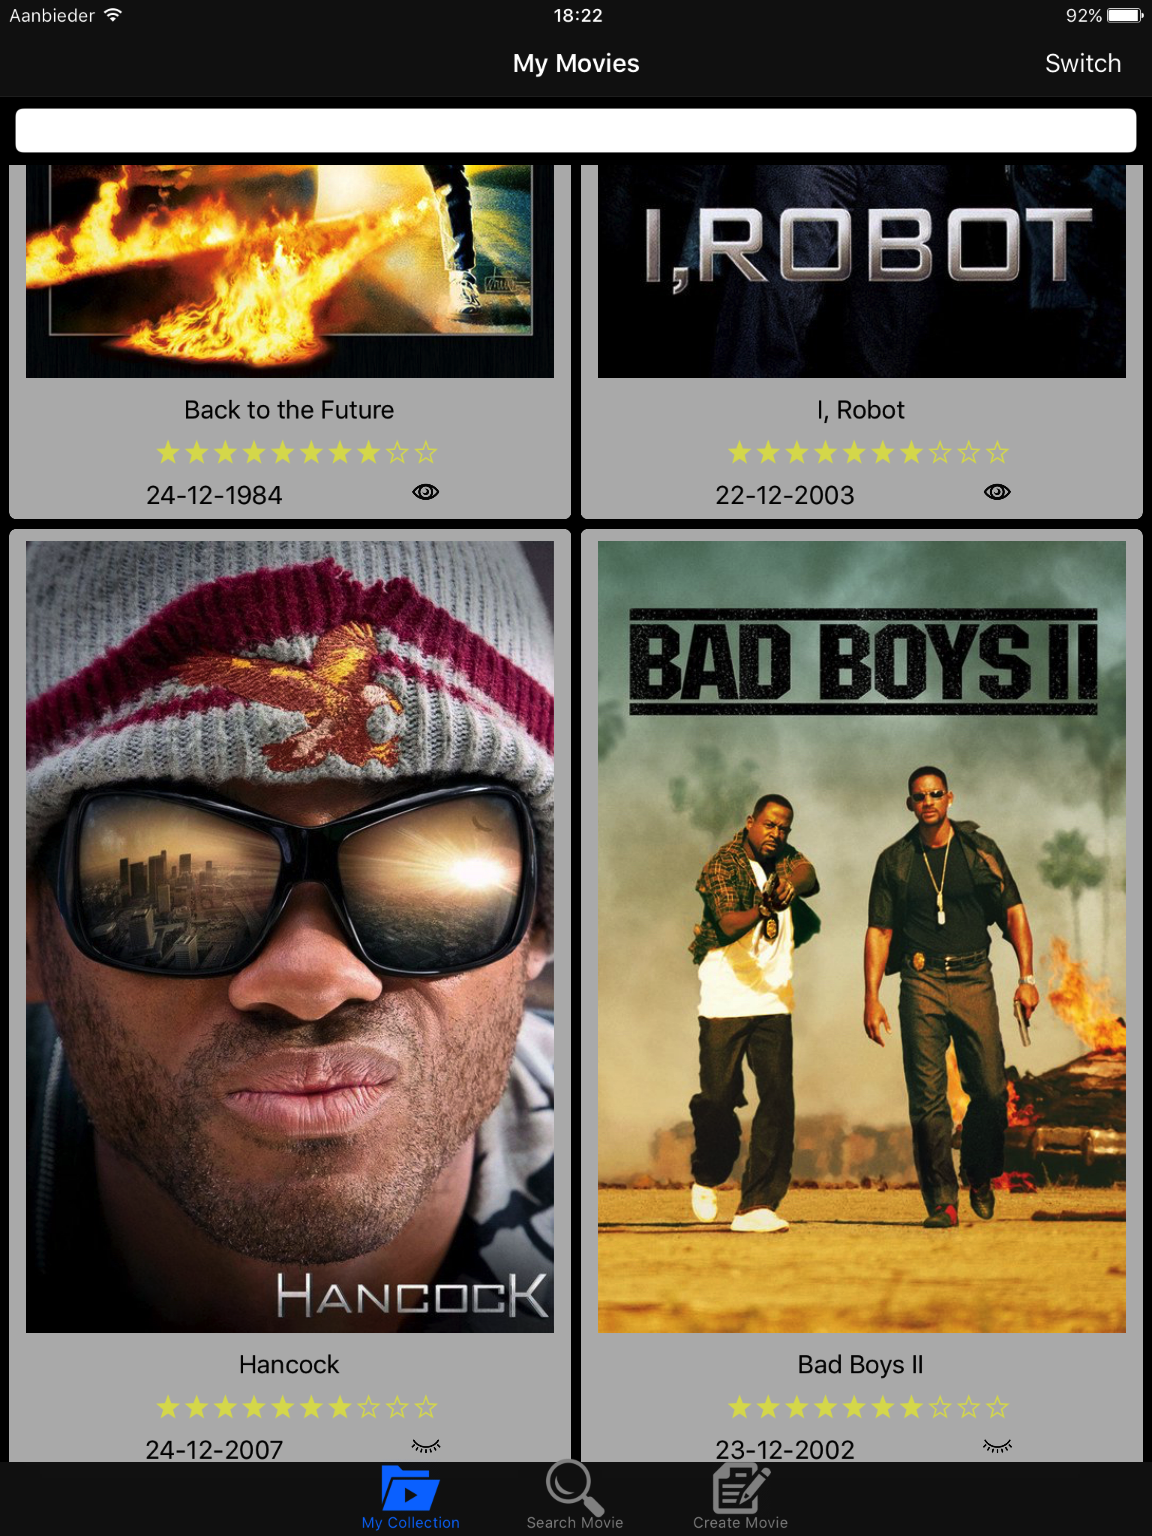 Aanbieder 18:22 92%
My Movies Switch
I, ROBOT
Back to the Future
I, Robot
24-12-1984
22-12-2003
BAD BOYS II
HANCOCK
Hancock
Bad Boys II
24-12-2007
23-12-2002
My Collection
Search Movie
Create Movie